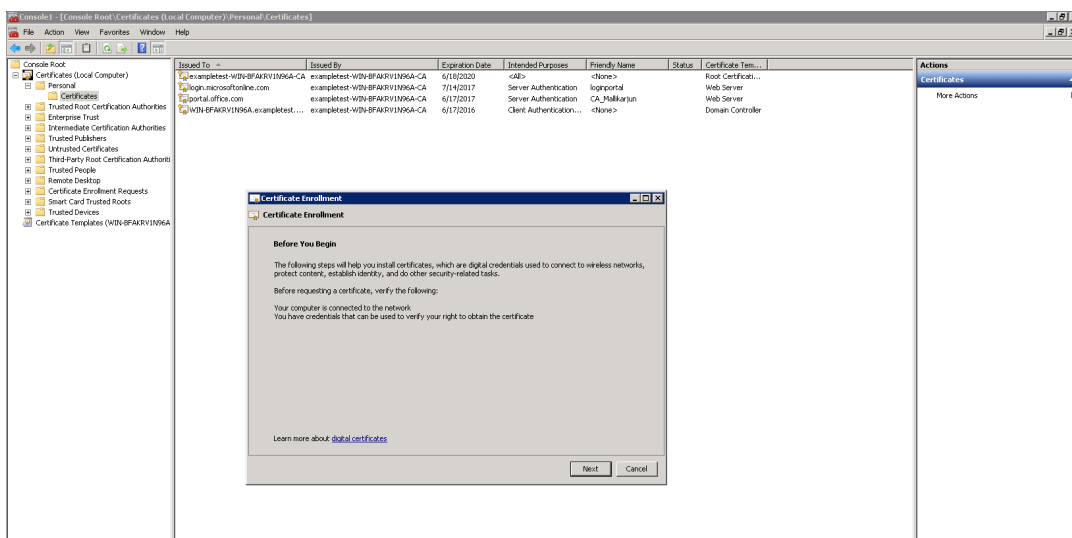 Console1 - [Console Root\Certificates (Local Computer)\Personal\Certificates]
File Action View Favorites Window Help
Console Root
Certificates (Local Computer)
Personal
Certificates
Trusted Root Certification Authorities
Enterprise Trust
Intermediate Certification Authorities
Trusted Publishers
Untrusted Certificates
Third-Party Root Certification Authoriti
Trusted People
Remote Desktop
Certificate Enrollment Requests
Smart Card Trusted Roots
Trusted Devices
Certificate Templates (WIN-BFAKRV1N96A
Issued To Issued By Expiration Date Intended Purposes Friendly Name Status Certificate Tem...
exampletest-WIN-BFAKRV1N96A-CA exampletest-WIN-BFAKRV1N96A-CA 6/18/2020 <All> <None> Root Certificati...
login.microsoftonline.com exampletest-WIN-BFAKRV1N96A-CA 7/14/2017 Server Authentication loginportal Web Server
portal.office.com exampletest-WIN-BFAKRV1N96A-CA 6/17/2017 Server Authentication CA_Mallikarjun Web Server
WIN-BFAKRV1N96A.exampletest.... exampletest-WIN-BFAKRV1N96A-CA 6/17/2016 Client Authentication... <None> Domain Controller
Actions
Certificates
More Actions
Certificate Enrollment
Certificate Enrollment
Before You Begin
The following steps will help you install certificates, which are digital credentials used to connect to wireless networks,
protect content, establish identity, and do other security-related tasks.
Before requesting a certificate, verify the following:
Your computer is connected to the network
You have credentials that can be used to verify your right to obtain the certificate
Learn more about digital certificates
Next Cancel